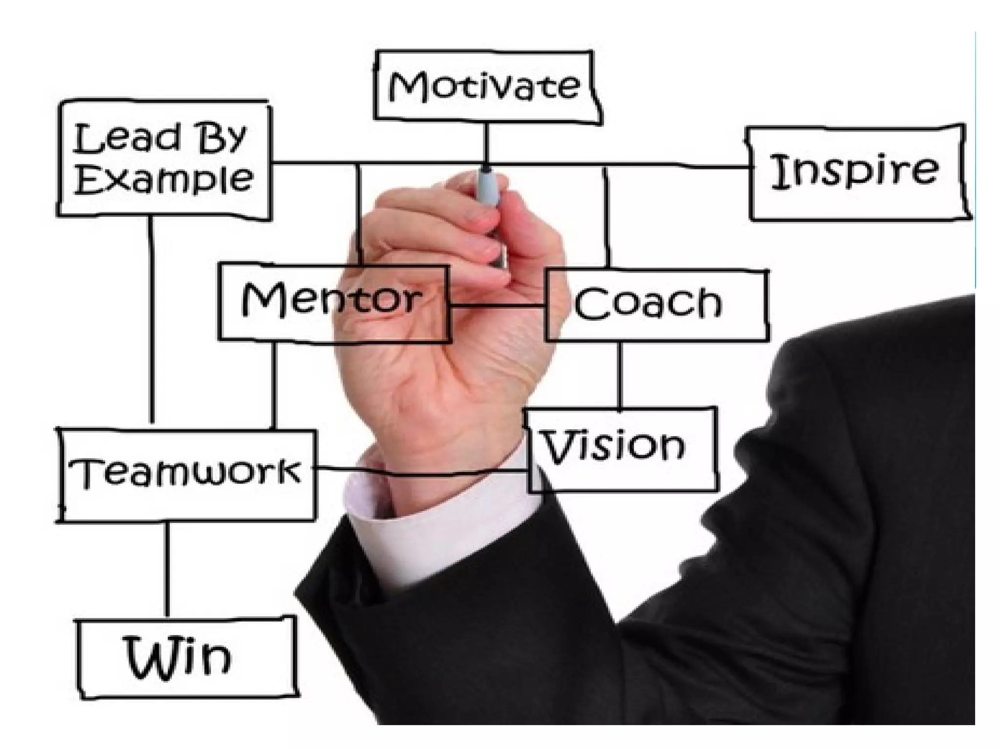 Motivate
Lead By
Example
Inspire
Mentor
Coach
Vision
Teamwork
Win